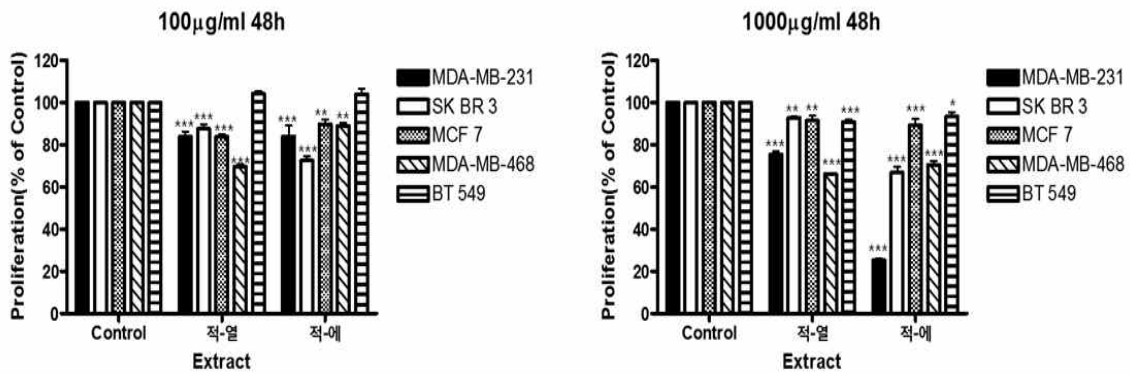 100µg/ml 48h
Proliferation(% of Control)
120
100
80
60
40
20
0
***
***
***
***
***
***
**
**
Control
적-열
적-에
Extract
MDA-MB-231
SK BR 3
MCF 7
MDA-MB-468
BT 549
1000µg/ml 48h
Proliferation(% of Control)
120
100
80
60
40
20
0
***
**
**
***
***
***
***
***
***
*
Control
적-열
적-에
Extract
MDA-MB-231
SK BR 3
MCF 7
MDA-MB-468
BT 549